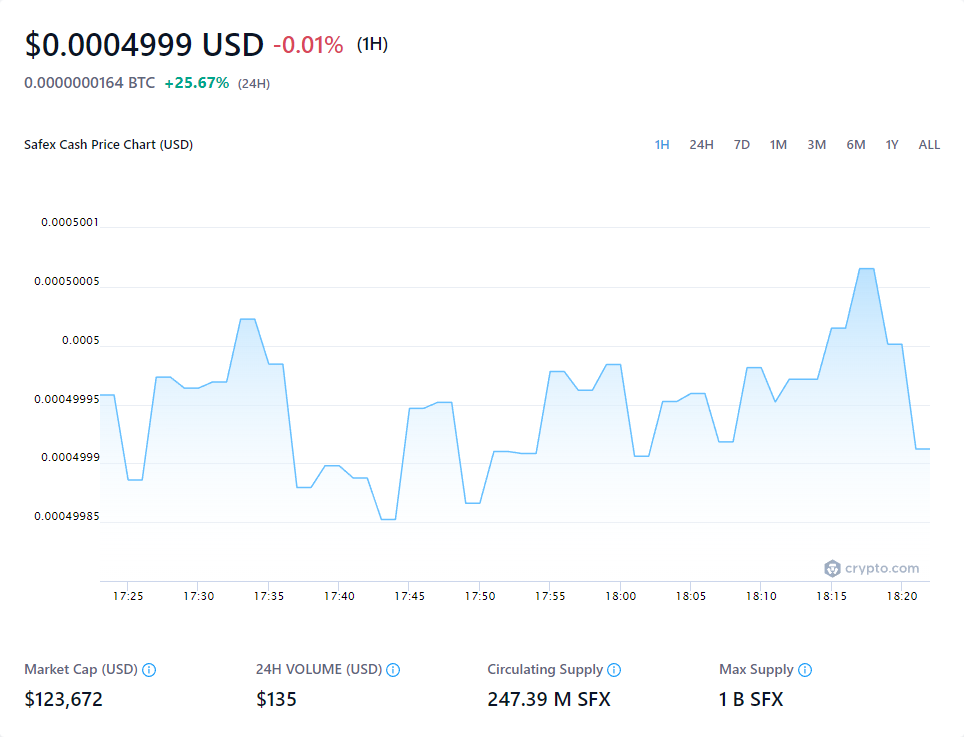 $0.0004999 USD -0.01% (1H)
0.0000000164 BTC +25.67% (24H)
Safex Cash Price Chart (USD)
1H 24H 7D 1M 3M 6M 1Y ALL
0.0005001
0.00050005
0.0005
0.00049995
0.0004999
0.00049985
crypto.com
17:25 17:30 17:35 17:40 17:45 17:50 17:55 18:00 18:05 18:10 18:15 18:20
Market Cap (USD) 24H VOLUME (USD) Circulating Supply Max Supply
$123,672 $135 247.39 M SFX 1 B SFX